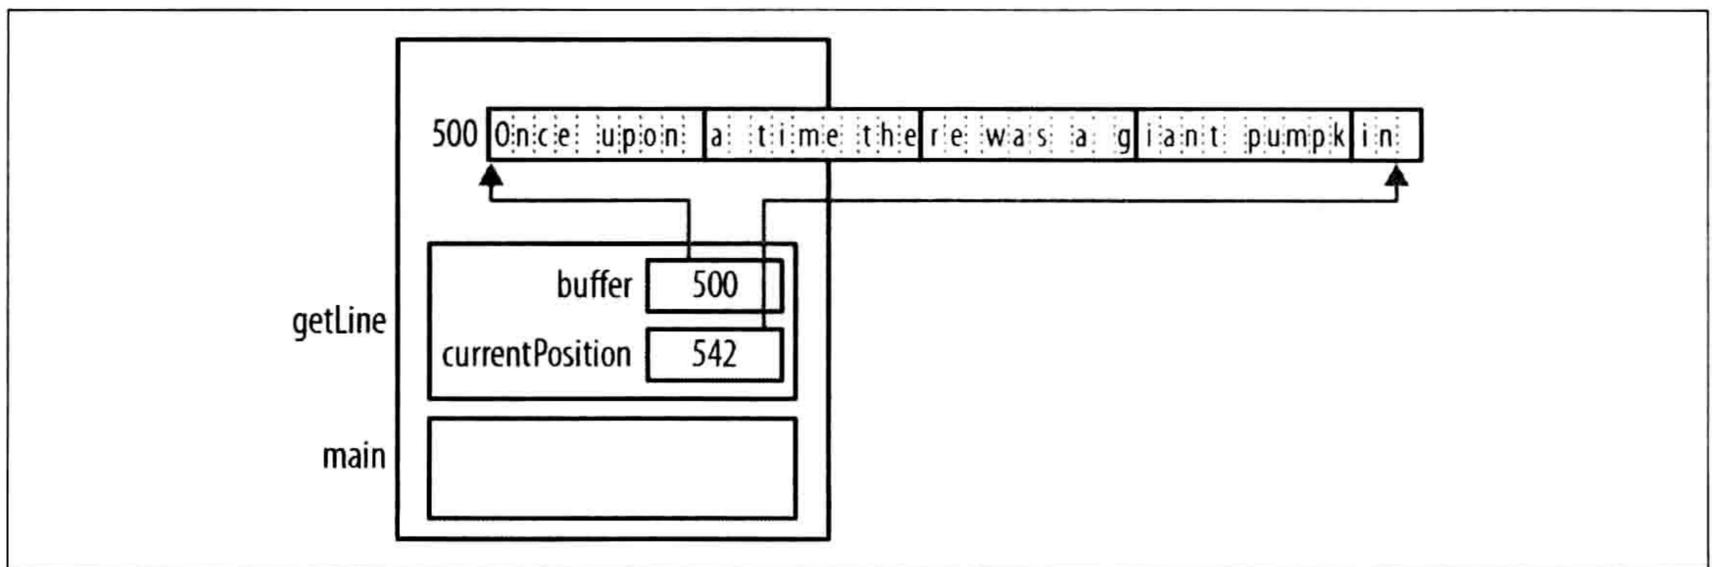 500 Once upon a time there was a giant pumpkin
buffer 500
getLine
currentPosition 542
main